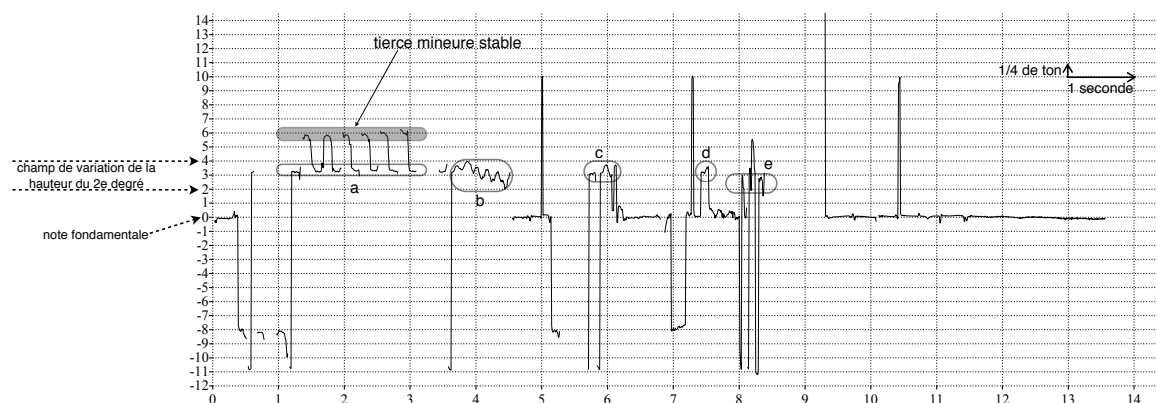 14
13
12
11
10
9
8
7
6
5
4
3
2
1
0
-1
-2
-3
-4
-5
-6
-7
-8
-9
-10
-11
-12
tierce mineure stable
1/4 de ton
1 seconde
champ de variation de la
hauteur du 2e degré
note fondamentale
a
b
c
d
e
0 1 2 3 4 5 6 7 8 9 10 11 12 13 14